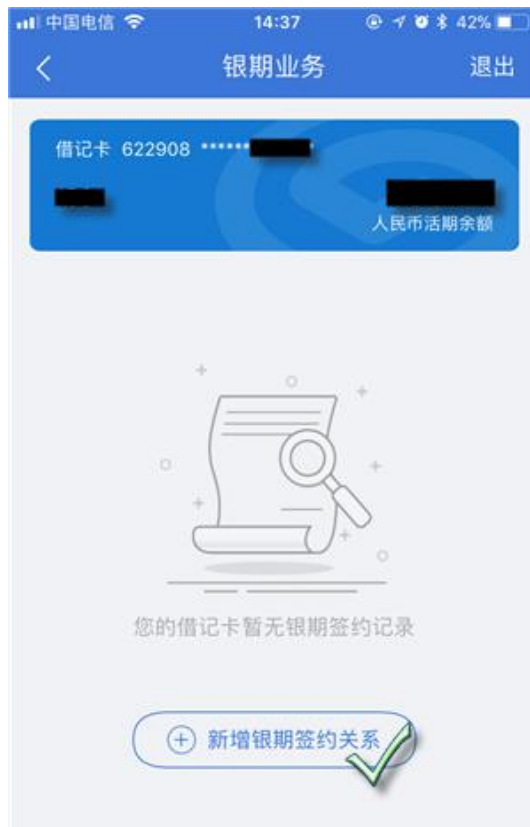 中国电信 14:37 42%
银期业务 退出
借记卡 622908 ******
人民币活期余额
您的借记卡暂无银期签约记录
新增银期签约关系